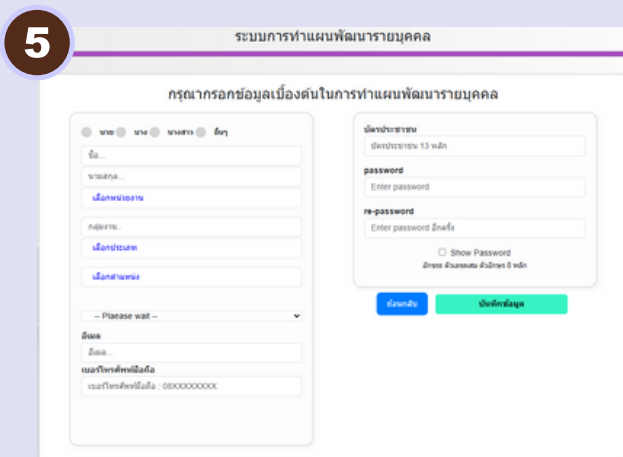 5
ระบบการทำแผนพัฒนารายบุคคล
กรุณากรอกข้อมูลเบื้องต้นในการทำแผนพัฒนารายบุคคล
นาย นาง นางสาว อื่นๆ
ชื่อ...
นามสกุล...
เลือกหน่วยงาน
กลุ่มงาน..
เลือกประเภท
เลือกตำแหน่ง
-- Plaease wait --
อีเมล
อีเมล...
เบอร์โทรศัพท์มือถือ
เบอร์โทรศัพท์มือถือ : 08XXXXXXXX
บัตรประชาชน
บัตรประชาชน 13 หลัก
password
Enter password
re-password
Enter password อีกครั้ง
Show Password
อักษร ตัวเลขผสม ตัวอักษร 8 หลัก
ย้อนกลับ
บันทึกข้อมูล